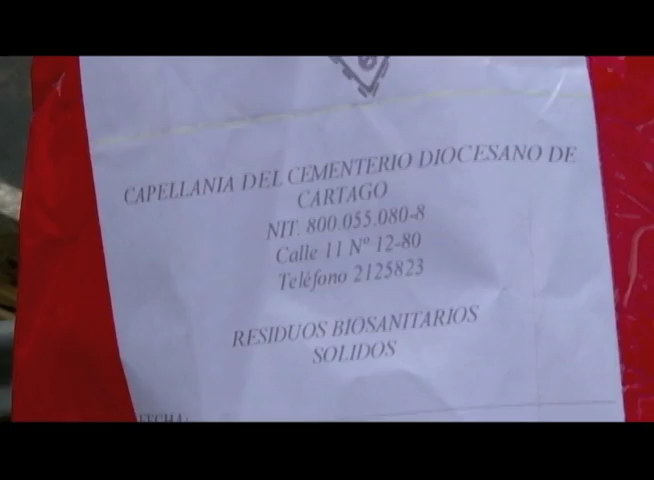 CAPELLANIA DEL CEMENTERIO DIOCESANO DE
CARTAGO
NIT. 800.055.080-8
Calle 11 Nº 12-80
Teléfono 2125823
RESIDUOS BIOSANITARIOS
SOLIDOS
FECHA: